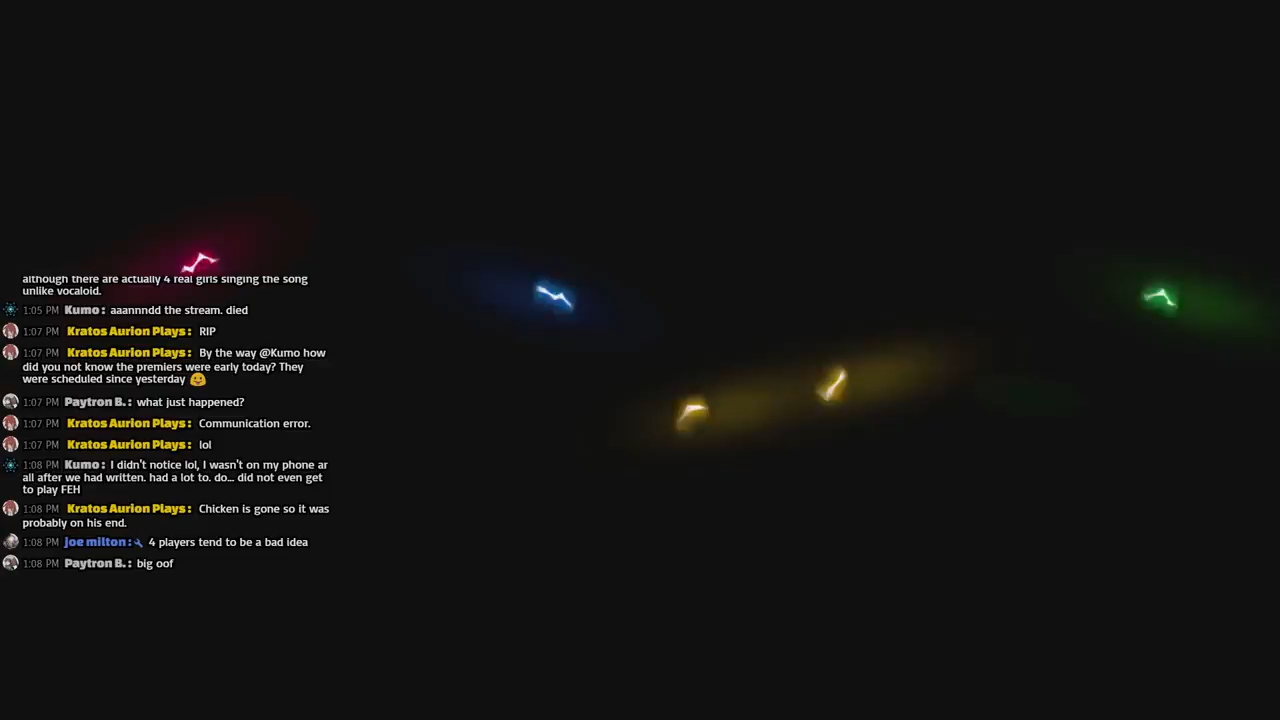 although there are actually 4 real girls singing the song
unlike vocaloid.
1:05 PM Kumo: aaannndd the stream. died
1:07 PM Kratos Aurion Plays: RIP
1:07 PM Kratos Aurion Plays: By the way @Kumo how
did you not know the premiers were early today? They
were scheduled since yesterday
1:07 PM Paytron B.: what just happened?
1:07 PM Kratos Aurion Plays: Communication error.
1:07 PM Kratos Aurion Plays: lol
1:08 PM Kumo: I didn't notice lol, I wasn't on my phone ar
all after we had written. had a lot to. do... did not even get
to play FEH
1:08 PM Kratos Aurion Plays: Chicken is gone so it was
probably on his end.
1:08 PM joe milton: 4 players tend to be a bad idea
1:08 PM Paytron B.: big oof